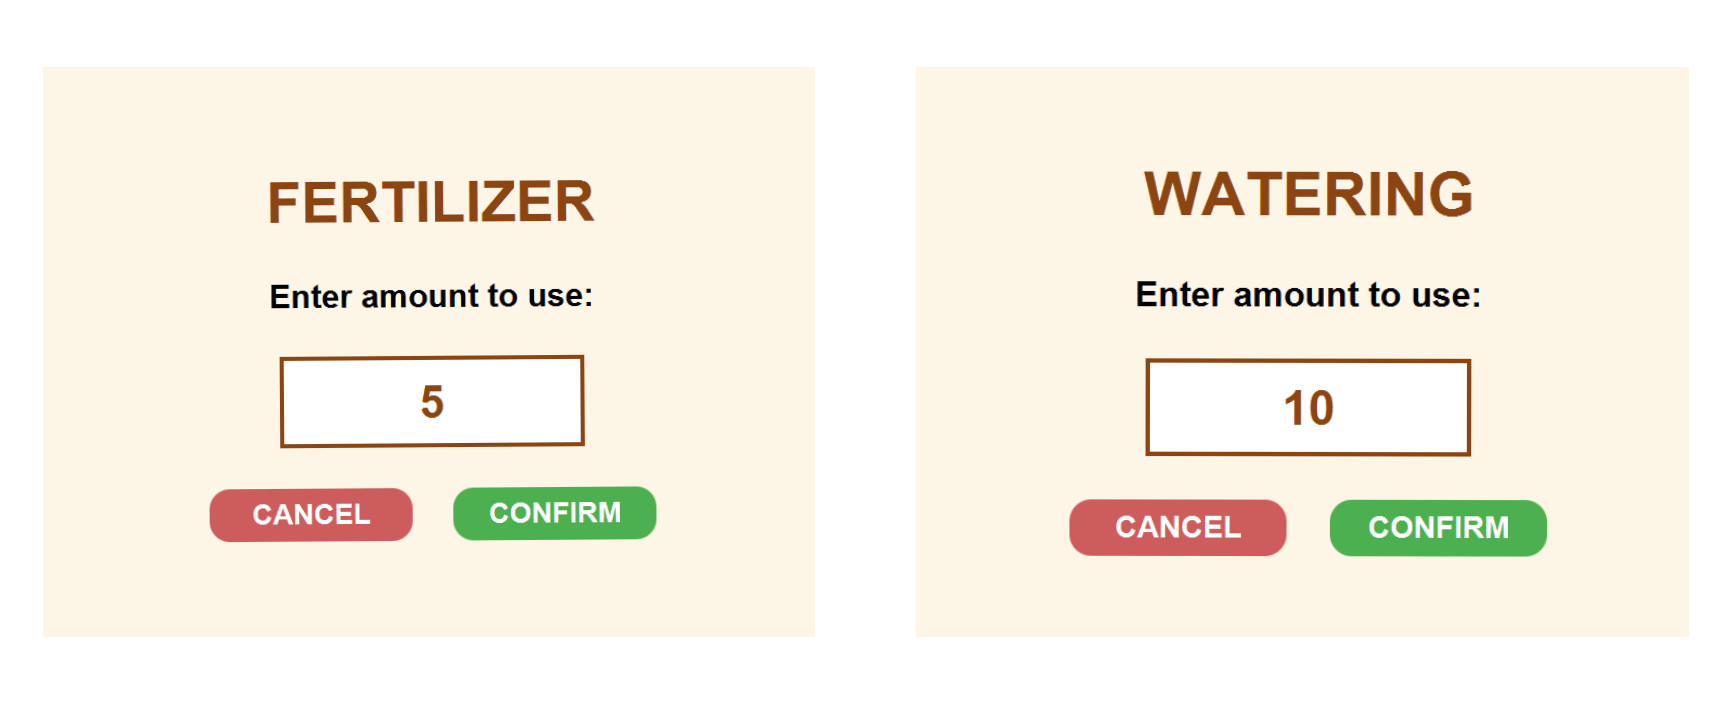 FERTILIZER
Enter amount to use:
5
CANCEL CONFIRM
WATERING
Enter amount to use:
10
CANCEL CONFIRM